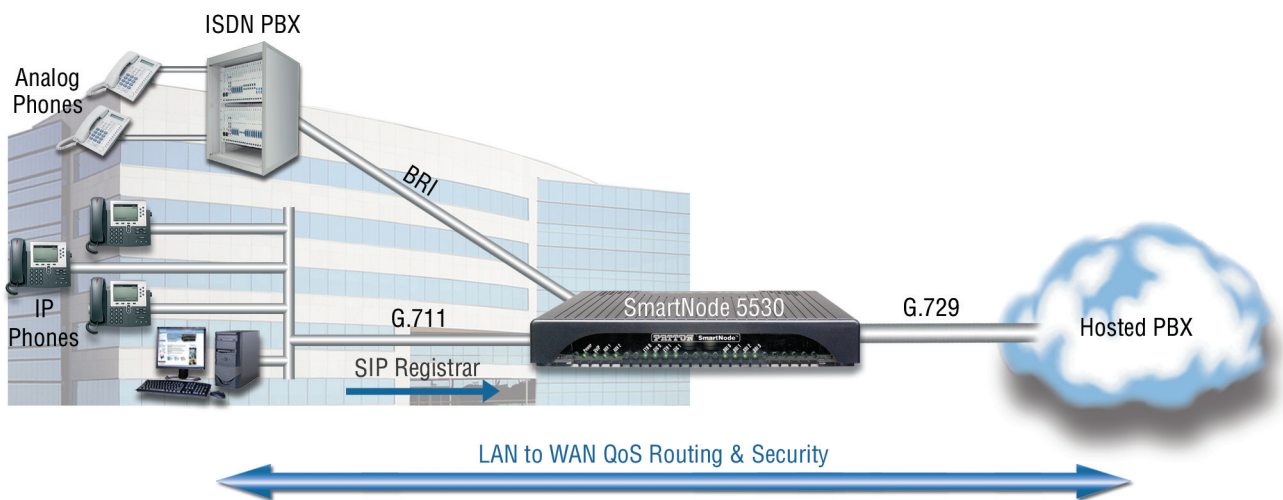 ISDN PBX
Analog
Phones
BRI
IP
Phones
G.711
SIP Registrar
SmartNode 5530
PATTON SmartNode
G.729
Hosted PBX
LAN to WAN QoS Routing & Security